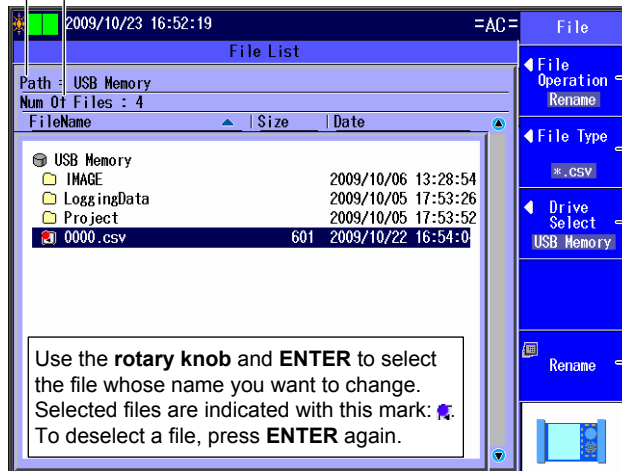 2009/10/23 16:52:19 =AC=
File List
Path = USB Memory
Num Of Files : 4
FileName Size Date
USB Memory
IMAGE 2009/10/06 13:28:54
LoggingData 2009/10/05 17:53:26
Project 2009/10/05 17:53:52
0000.csv 601 2009/10/22 16:54:0
Use the rotary knob and ENTER to select
the file whose name you want to change.
Selected files are indicated with this mark: .
To deselect a file, press ENTER again.
File
File
Operation
Rename
File Type
*.csv
Drive
Select
USB Memory
Rename